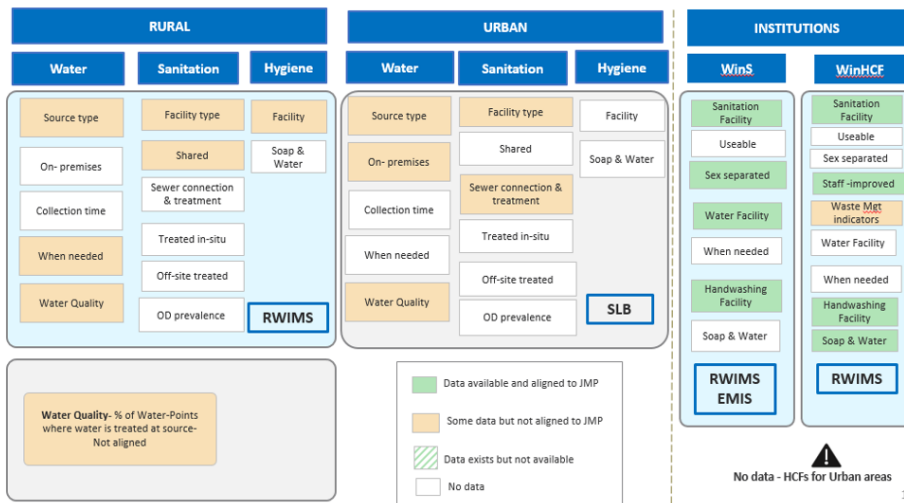 RURAL
Water
Sanitation
Hygiene
Source type
On- premises
Collection time
When needed
Water Quality
Facility type
Shared
Sewer connection
& treatment
Treated in-situ
Off-site treated
OD prevalence
Facility
Soap &
Water
RWIMS
URBAN
Water
Sanitation
Hygiene
Source type
On- premises
Collection time
When needed
Water Quality
Facility type
Shared
Sewer connection &
treatment
Treated in-situ
Off-site treated
OD prevalence
Facility
Soap & Water
SLB
INSTITUTIONS
WinS
WinHCF
Sanitation
Facility
Useable
Sex separated
Water Facility
When needed
Handwashing
Facility
Soap & Water
RWIMS
EMIS
Sanitation
Facility
Useable
Sex separated
Staff -improved
Waste Mgt
indicators
Water Facility
When needed
Handwashing
Facility
Soap & Water
RWIMS
Water Quality- % of Water-Points
where water is treated at source-
Not aligned
Data available and aligned to JMP
Some data but not aligned to JMP
Data exists but not available
No data
No data - HCFs for Urban areas